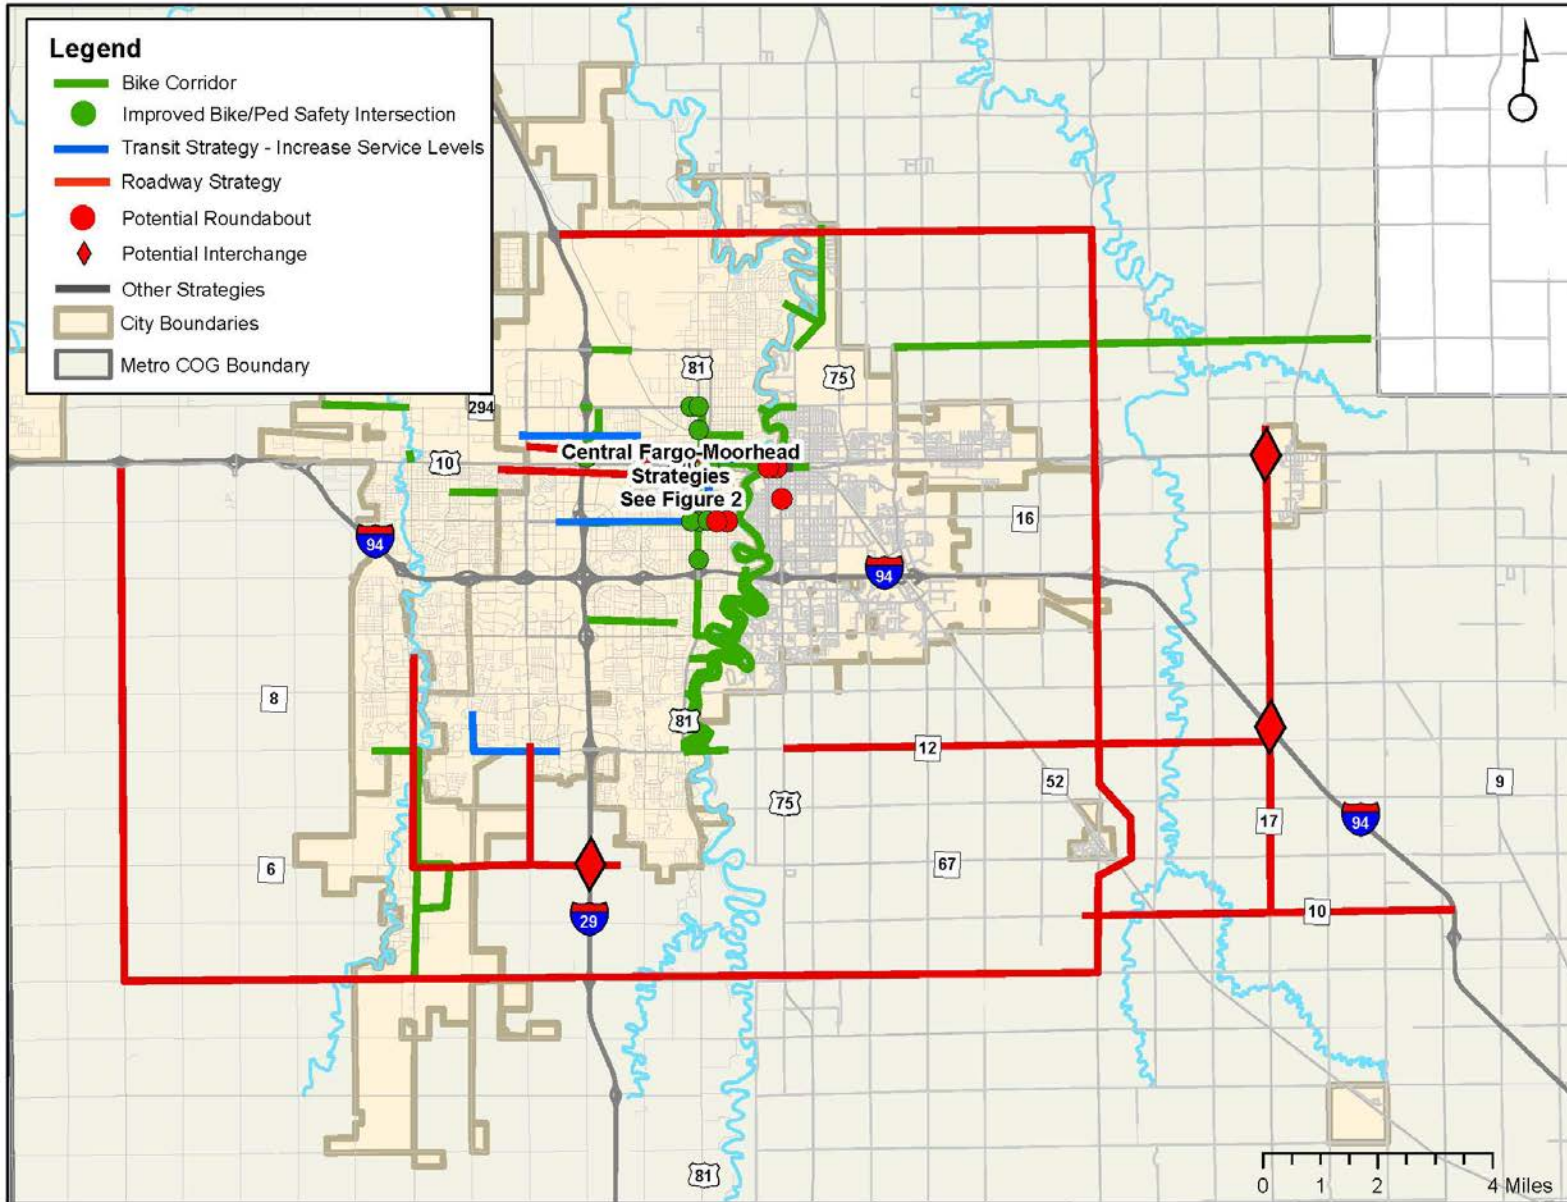 Legend
Bike Corridor
Improved Bike/Ped Safety Intersection
Transit Strategy - Increase Service Levels
Roadway Strategy
Potential Roundabout
Potential Interchange
Other Strategies
City Boundaries
Metro COG Boundary
81
75
294
10
Central Fargo-Moorhead
Strategies
See Figure 2
16
94
94
8
81
12
52
9
75
17
94
6
67
29
10
81
0 1 2 4 Miles